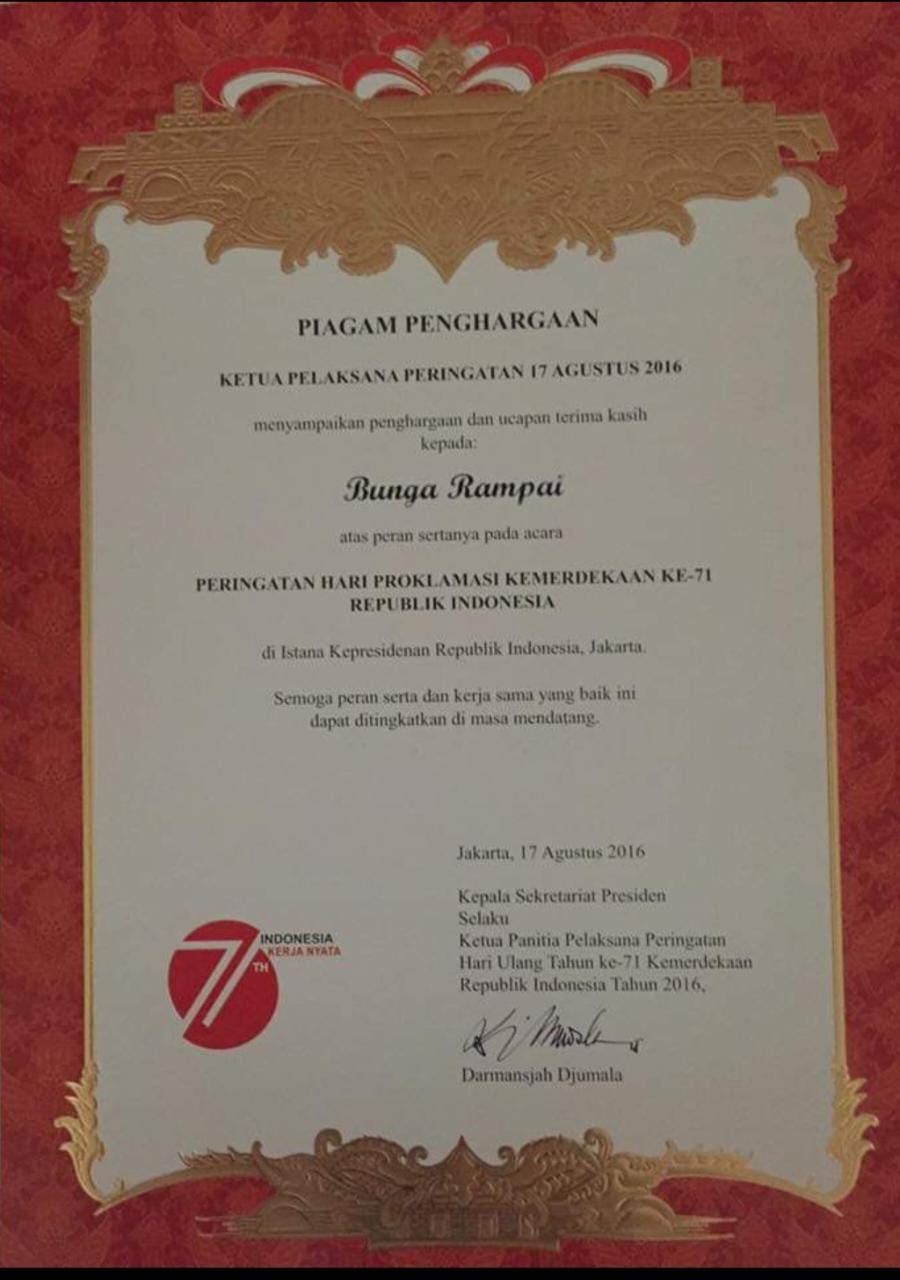 PIAGAM PENGHARGAAN
KETUA PELAKSANA PERINGATAN 17 AGUSTUS 2016
menyampaikan penghargaan dan ucapan terima kasih
kepada:
Bunga Rampai
atas peran sertanya pada acara
PERINGATAN HARI PROKLAMASI KEMERDEKAAN KE-71
REPUBLIK INDONESIA
di Istana Kepresidenan Republik Indonesia, Jakarta.
Semoga peran serta dan kerja sama yang baik ini
dapat ditingkatkan di masa mendatang.
Jakarta, 17 Agustus 2016
Kepala Sekretariat Presiden
Selaku
Ketua Panitia Pelaksana Peringatan
Hari Ulang Tahun ke-71 Kemerdekaan
Republik Indonesia Tahun 2016,
Darmansjah Djumala
71TH
INDONESIA
KERJA NYATA